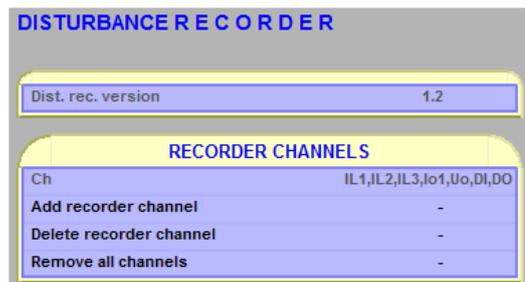 DISTURBANCE R E C O R D E R
Dist. rec. version 1.2
RECORDER CHANNELS
Ch IL1,IL2,IL3,Io1,Uo,DI,DO
Add recorder channel -
Delete recorder channel -
Remove all channels -